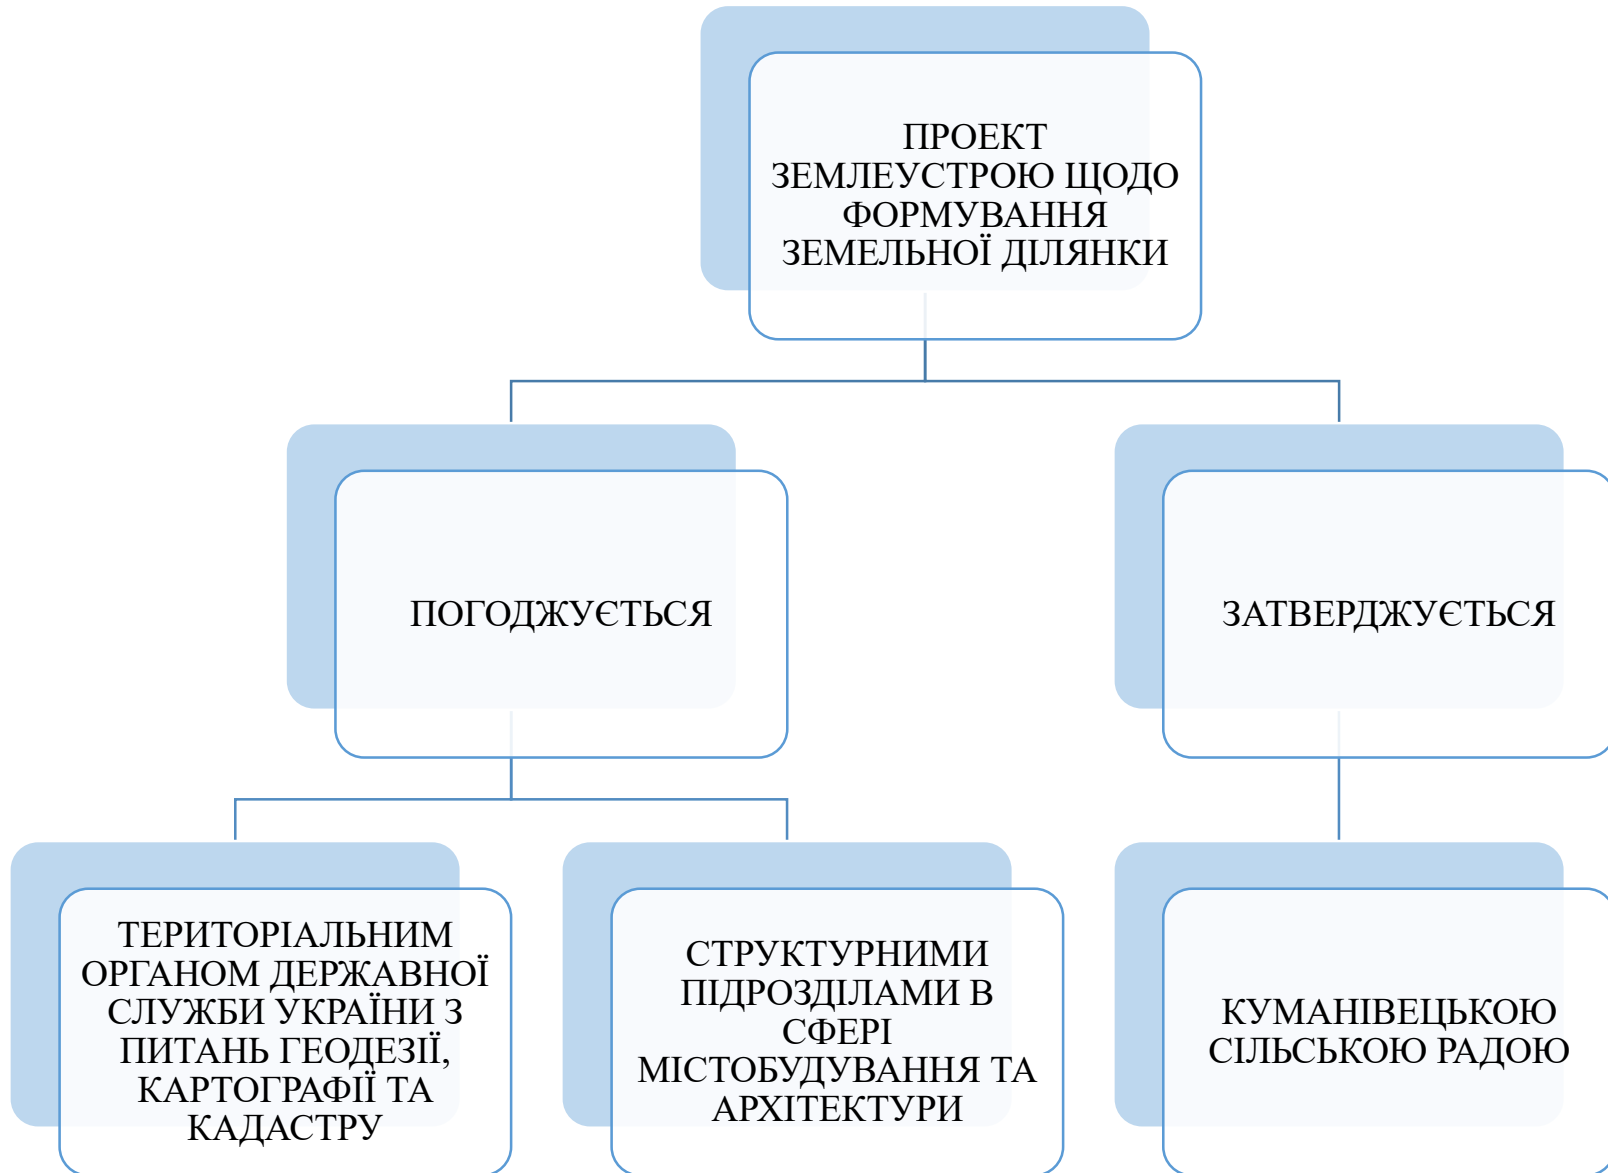 ПРОЕКТ
ЗЕМЛЕУСТРОЮ ЩОДО
ФОРМУВАННЯ
ЗЕМЕЛЬНОЇ ДІЛЯНКИ
ПОГОДЖУЄТЬСЯ
ЗАТВЕРДЖУЄТЬСЯ
ТЕРИТОРІАЛЬНИМ
ОРГАНОМ ДЕРЖАВНОЇ
СЛУЖБИ УКРАЇНИ З
ПИТАНЬ ГЕОДЕЗІЇ,
КАРТОГРАФІЇ ТА
КАДАСТРУ
СТРУКТУРНИМИ
ПІДРОЗДІЛАМИ В
СФЕРІ
МІСТОБУДУВАННЯ ТА
АРХІТЕКТУРИ
КУМАНІВЕЦЬКОЮ
СІЛЬСЬКОЮ РАДОЮ